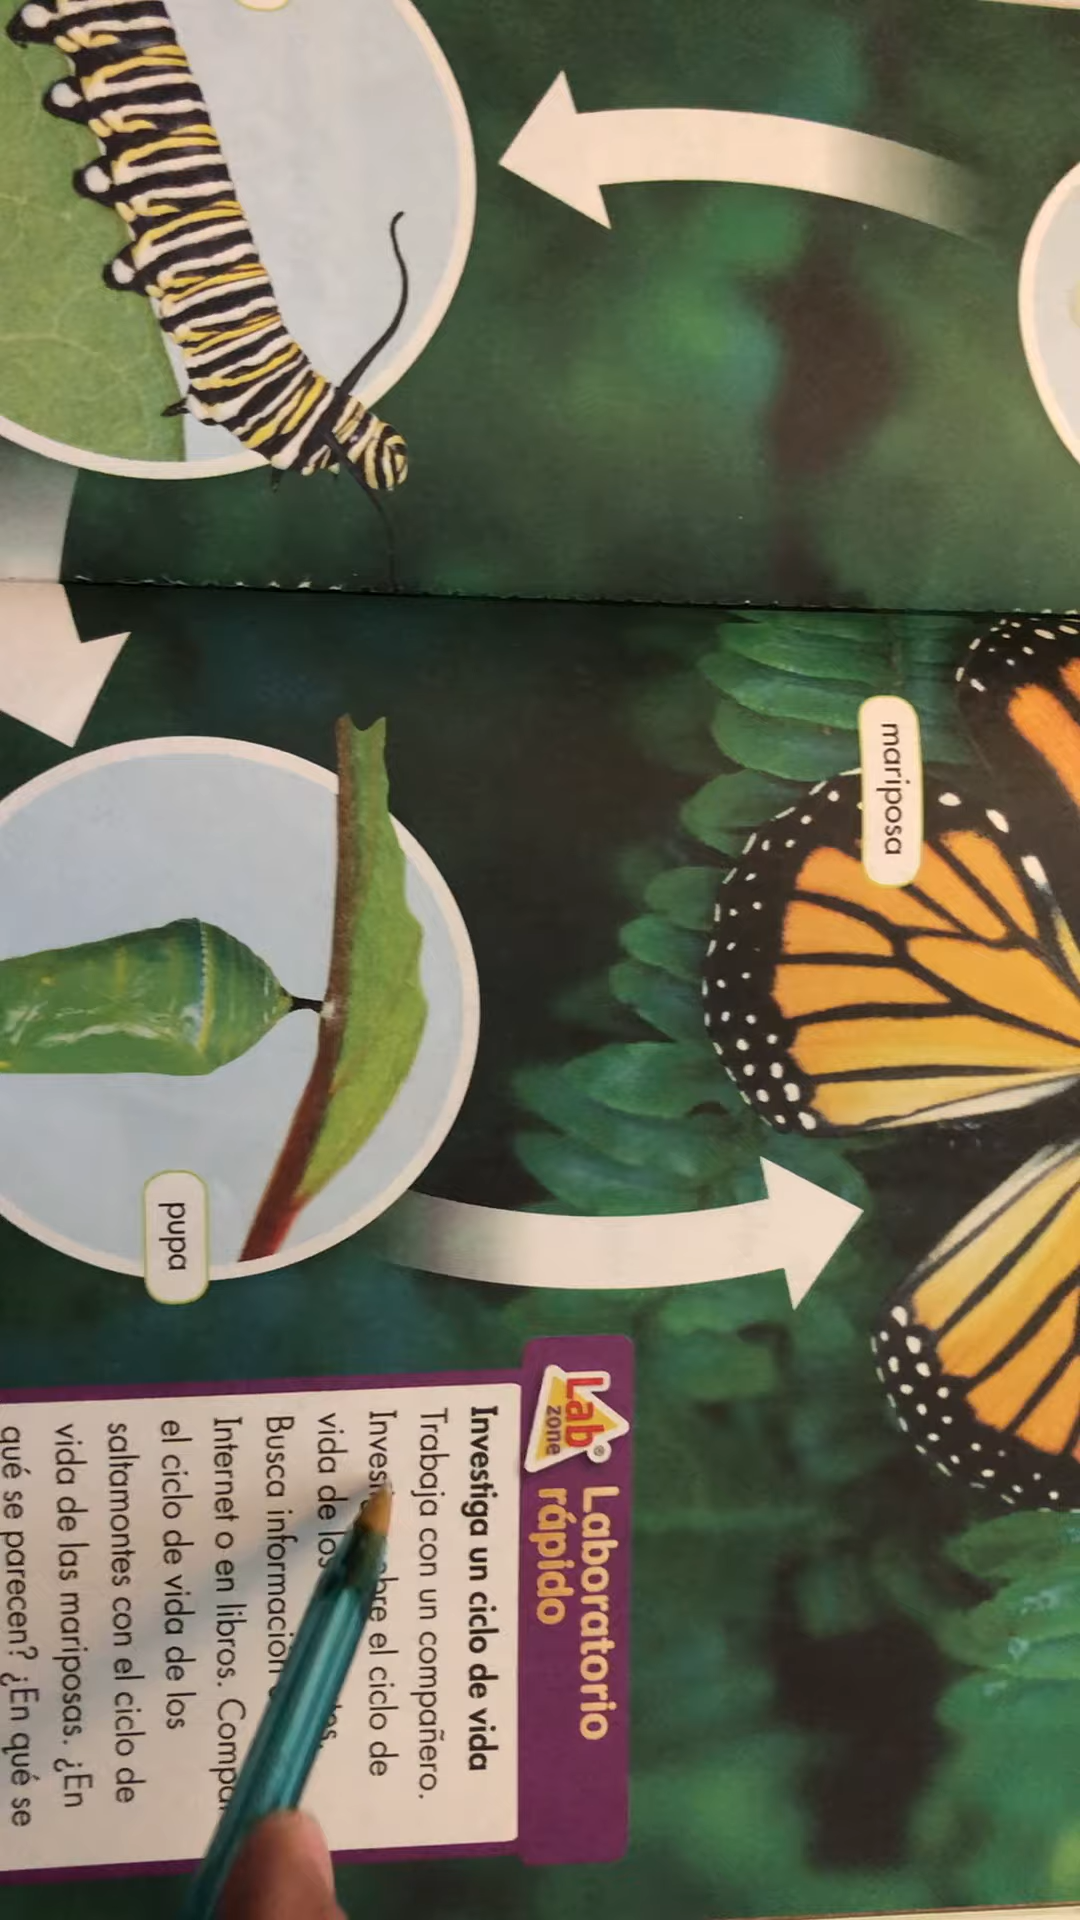 mariposa
pupa
Lab®
zone
Laboratorio
rápido
Investiga un ciclo de vida
Trabaja con un compañero.
el ciclo de
vida de los
Busca información
Internet o en libros.
el ciclo de vida de los
saltamontes con el ciclo de
vida de las mariposas. ¿En
qué se parecen? ¿En qué se